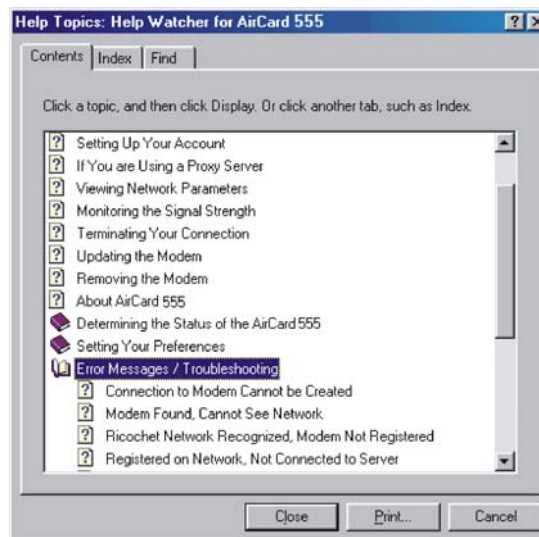 Help Topics: Help Watcher for AirCard 555
Contents Index Find
Click a topic, and then click Display. Or click another tab, such as Index.
Setting Up Your Account
If You are Using a Proxy Server
Viewing Network Parameters
Monitoring the Signal Strength
Terminating Your Connection
Updating the Modem
Removing the Modem
About AirCard 555
Determining the Status of the AirCard 555
Setting Your Preferences
Error Messages / Troubleshooting
Connection to Modem Cannot be Created
Modem Found, Cannot See Network
Ricochet Network Recognized, Modem Not Registered
Registered on Network, Not Connected to Server
Close Print... Cancel